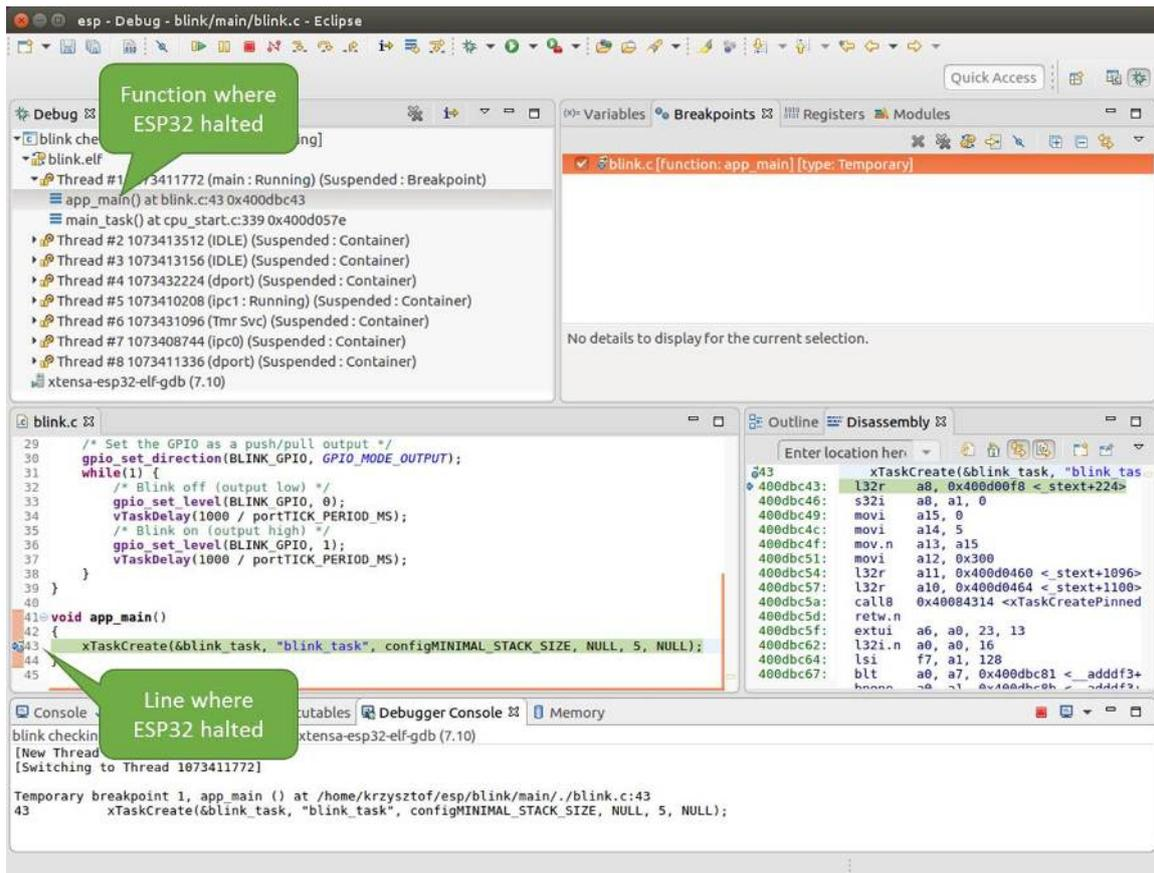 esp - Debug - blink/main/blink.c - Eclipse
Quick Access
Function where
ESP32 halted
Debug
blink che ing]
blink.elf
Thread #1 1073411772 (main : Running) (Suspended : Breakpoint)
app_main() at blink.c:43 0x400dbc43
main_task() at cpu_start.c:339 0x400d057e
Thread #2 1073413512 (IDLE) (Suspended : Container)
Thread #3 1073413156 (IDLE) (Suspended : Container)
Thread #4 1073432224 (dport) (Suspended : Container)
Thread #5 1073410208 (ipc1 : Running) (Suspended : Container)
Thread #6 1073431096 (Tmr Svc) (Suspended : Container)
Thread #7 1073408744 (ipc0) (Suspended : Container)
Thread #8 1073411336 (dport) (Suspended : Container)
xtensa-esp32-elf-gdb (7.10)
(x)= Variables Breakpoints Registers Modules
blink.c [function: app_main] [type: Temporary]
No details to display for the current selection.
blink.c
29 /* Set the GPIO as a push/pull output */
30 gpio_set_direction(BLINK_GPIO, GPIO_MODE_OUTPUT);
31 while(1) {
32 /* Blink off (output low) */
33 gpio_set_level(BLINK_GPIO, 0);
34 vTaskDelay(1000 / portTICK_PERIOD_MS);
35 /* Blink on (output high) */
36 gpio_set_level(BLINK_GPIO, 1);
37 vTaskDelay(1000 / portTICK_PERIOD_MS);
38 }
39 }
40
41 void app_main()
42 {
43 xTaskCreate(&blink_task, "blink_task", configMINIMAL_STACK_SIZE, NULL, 5, NULL);
44 }
45
Outline Disassembly
Enter location her
43 xTaskCreate(&blink_task, "blink_tas
400dbc43: l32r a8, 0x400d00f8 <_stext+224>
400dbc46: s32i a8, a1, 0
400dbc49: movi a15, 0
400dbc4c: movi a14, 5
400dbc4f: mov.n a13, a15
400dbc51: movi a12, 0x300
400dbc54: l32r a11, 0x400d0460 <_stext+1096>
400dbc57: l32r a10, 0x400d0464 <_stext+1100>
400dbc5a: call8 0x40084314 <xTaskCreatePinned
400dbc5d: retw.n
400dbc5f: extui a6, a0, 23, 13
400dbc62: l32i.n a0, a0, 16
400dbc64: lsi f7, a1, 128
400dbc67: blt a0, a7, 0x400dbc81 <__adddf3+
Line where
ESP32 halted
Console cutables Debugger Console Memory
blink checkin xtensa-esp32-elf-gdb (7.10)
[New Thread
[Switching to Thread 1073411772]
Temporary breakpoint 1, app_main () at /home/krzysztof/esp/blink/main/./blink.c:43
43 xTaskCreate(&blink_task, "blink_task", configMINIMAL_STACK_SIZE, NULL, 5, NULL);